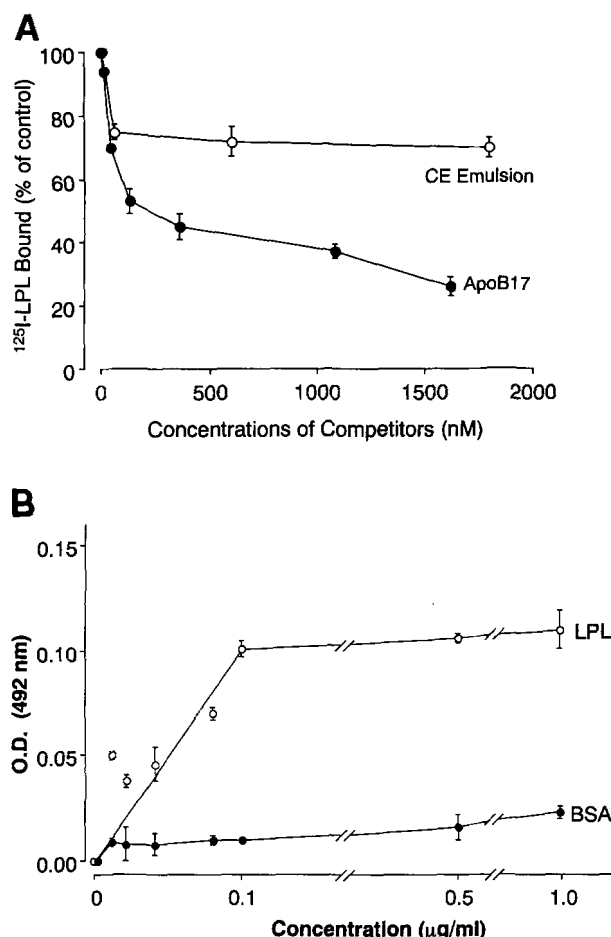 A
100
80
60
40
20
0
¹²⁵I-LPL Bound (% of control)
CE Emulsion
ApoB17
0 500 1000 1500 2000
Concentrations of Competitors (nM)
B
0.15
0.10
0.05
0.00
O.D. (492 nm)
LPL
BSA
0 0.1 0.5 1.0
Concentration (μg/ml)